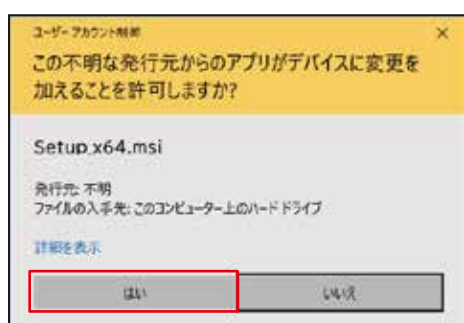 ユーザー アカウント制御
この不明な発行元からのアプリがデバイスに変更を
加えることを許可しますか?
Setup_x64.msi
発行元: 不明
ファイルの入手先: このコンピューター上のハード ドライブ
詳細を表示
はい
いいえ